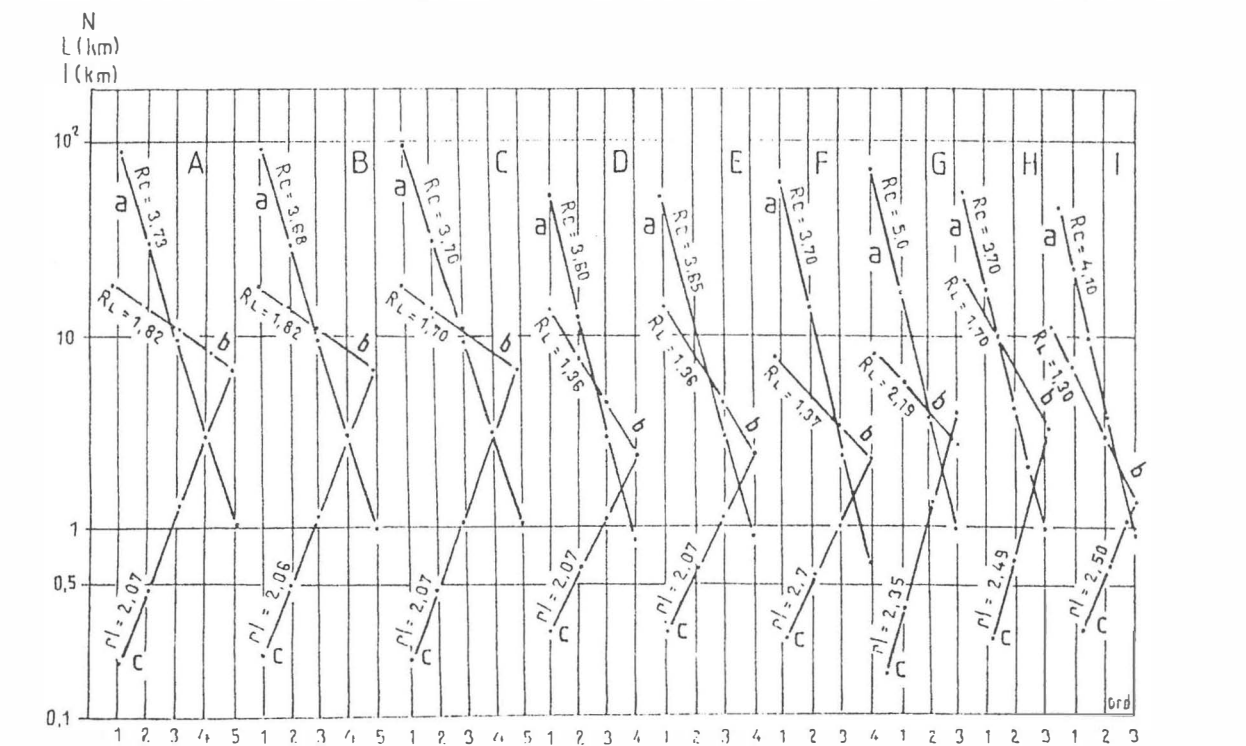 N
L (km)
l (km)
10²
10
1
0,5
0,1
A
B
C
D
E
F
G
H
I
a
Rc = 3,73
RL = 1,82
b
rl = 2,07
c
a
Rc = 3,68
RL = 1,82
b
rl = 2,06
c
a
Rc = 3,70
RL = 1,70
b
rl = 2,07
c
a
Rc = 3,60
RL = 1,36
b
rl = 2,07
c
a
Rc = 3,65
RL = 1,36
b
rl = 2,07
c
a
Rc = 3,70
RL = 1,37
b
rl = 2,7
c
a
Rc = 5,0
RL = 2,19
b
rl = 2,35
c
a
Rc = 3,70
RL = 1,70
b
rl = 2,49
c
a
Rc = 4,10
RL = 1,30
b
rl = 2,50
c
ord
1 2 3 4 5 1 2 3 4 5 1 2 3 4 5 1 2 3 4 1 2 3 4 1 2 3 4 1 2 3 1 2 3 1 2 3